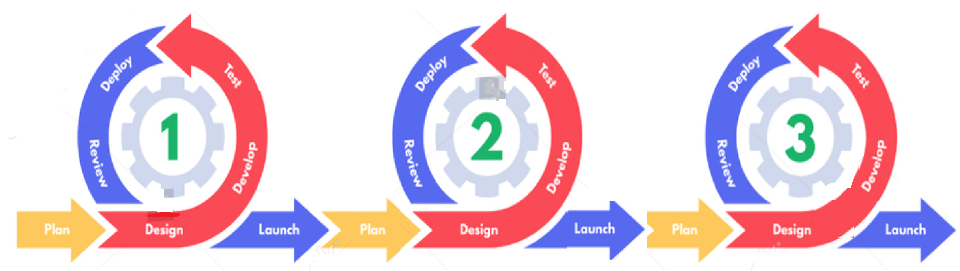 Plan
Design
Develop
Test
Deploy
Review
Launch
1
Plan
Design
Develop
Test
Deploy
Review
Launch
2
Plan
Design
Develop
Test
Deploy
Review
Launch
3